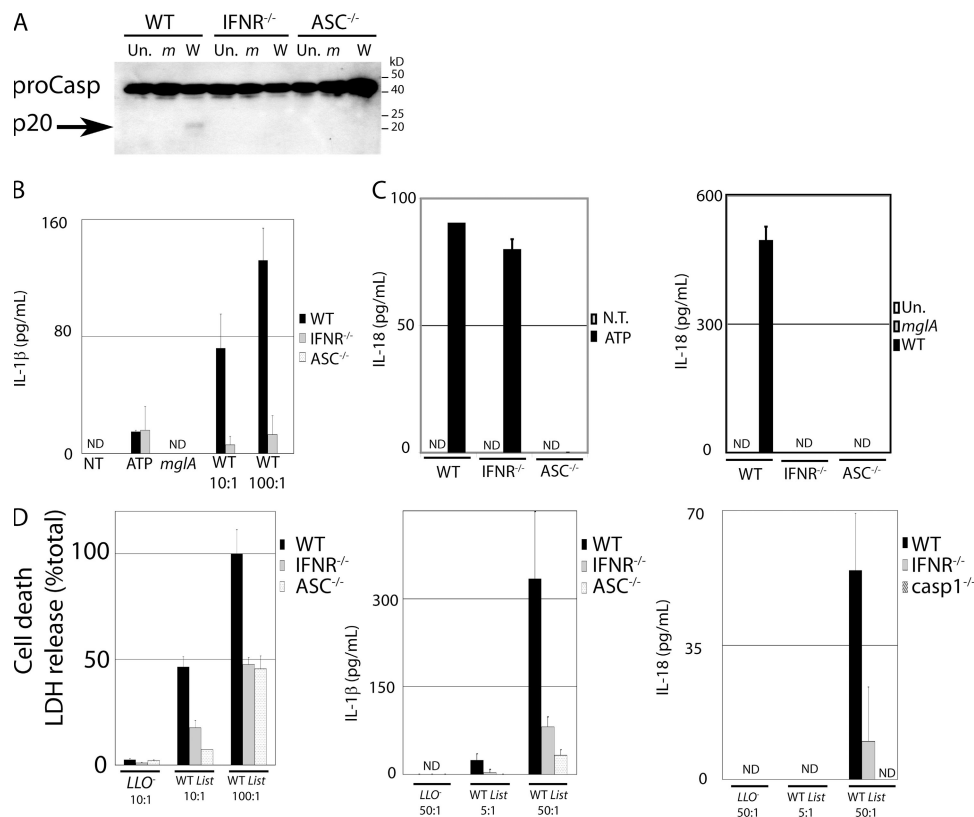 A
WT IFNR-/- ASC-/-
Un. m W Un. m W Un. m W
kD
proCasp
50
40
25
p20
20
B
IL-1β (pg/mL)
160
80
0
WT
IFNR-/-
ASC-/-
ND ND
NT ATP mglA WT WT
10:1 100:1
C
IL-18 (pg/mL)
100
50
0
N.T.
ATP
ND ND ND
WT IFNR-/- ASC-/-
IL-18 (pg/mL)
600
300
0
Un.
mglA
WT
ND ND ND
WT IFNR-/- ASC-/-
D
Cell death
LDH release (%total)
100
50
0
WT
IFNR-/-
ASC-/-
LLO- WT List WT List
10:1 10:1 100:1
IL-1β (pg/mL)
300
150
0
WT
IFNR-/-
ASC-/-
ND
LLO- WT List WT List
50:1 5:1 50:1
IL-18 (pg/mL)
70
35
0
WT
IFNR-/-
casp1-/-
ND ND ND
LLO- WT List WT List
50:1 5:1 50:1